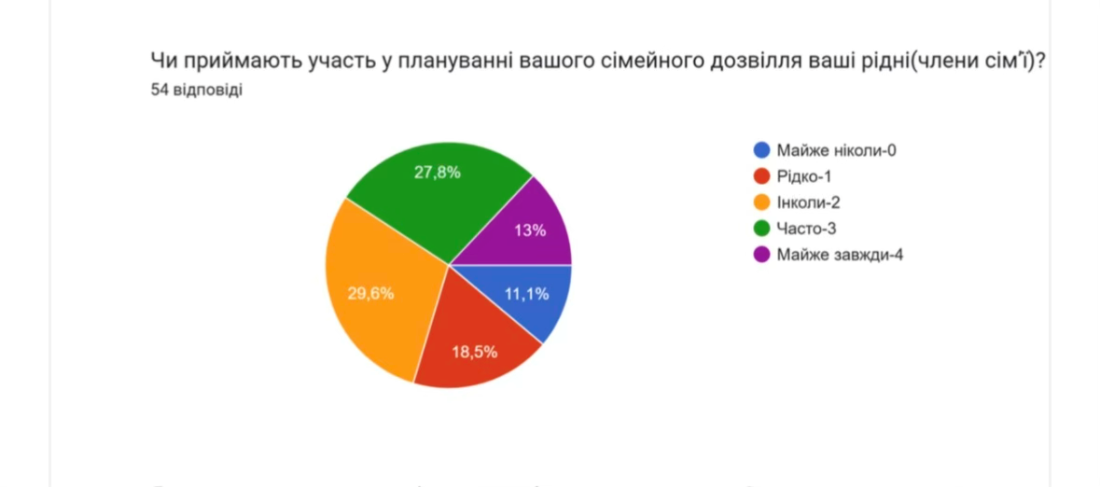 Чи приймають участь у плануванні вашого сімейного дозвілля ваші рідні(члени сім'ї)?
54 відповіді
27,8%
13%
29,6%
11,1%
18,5%
Майже ніколи-0
Рідко-1
Інколи-2
Часто-3
Майже завжди-4